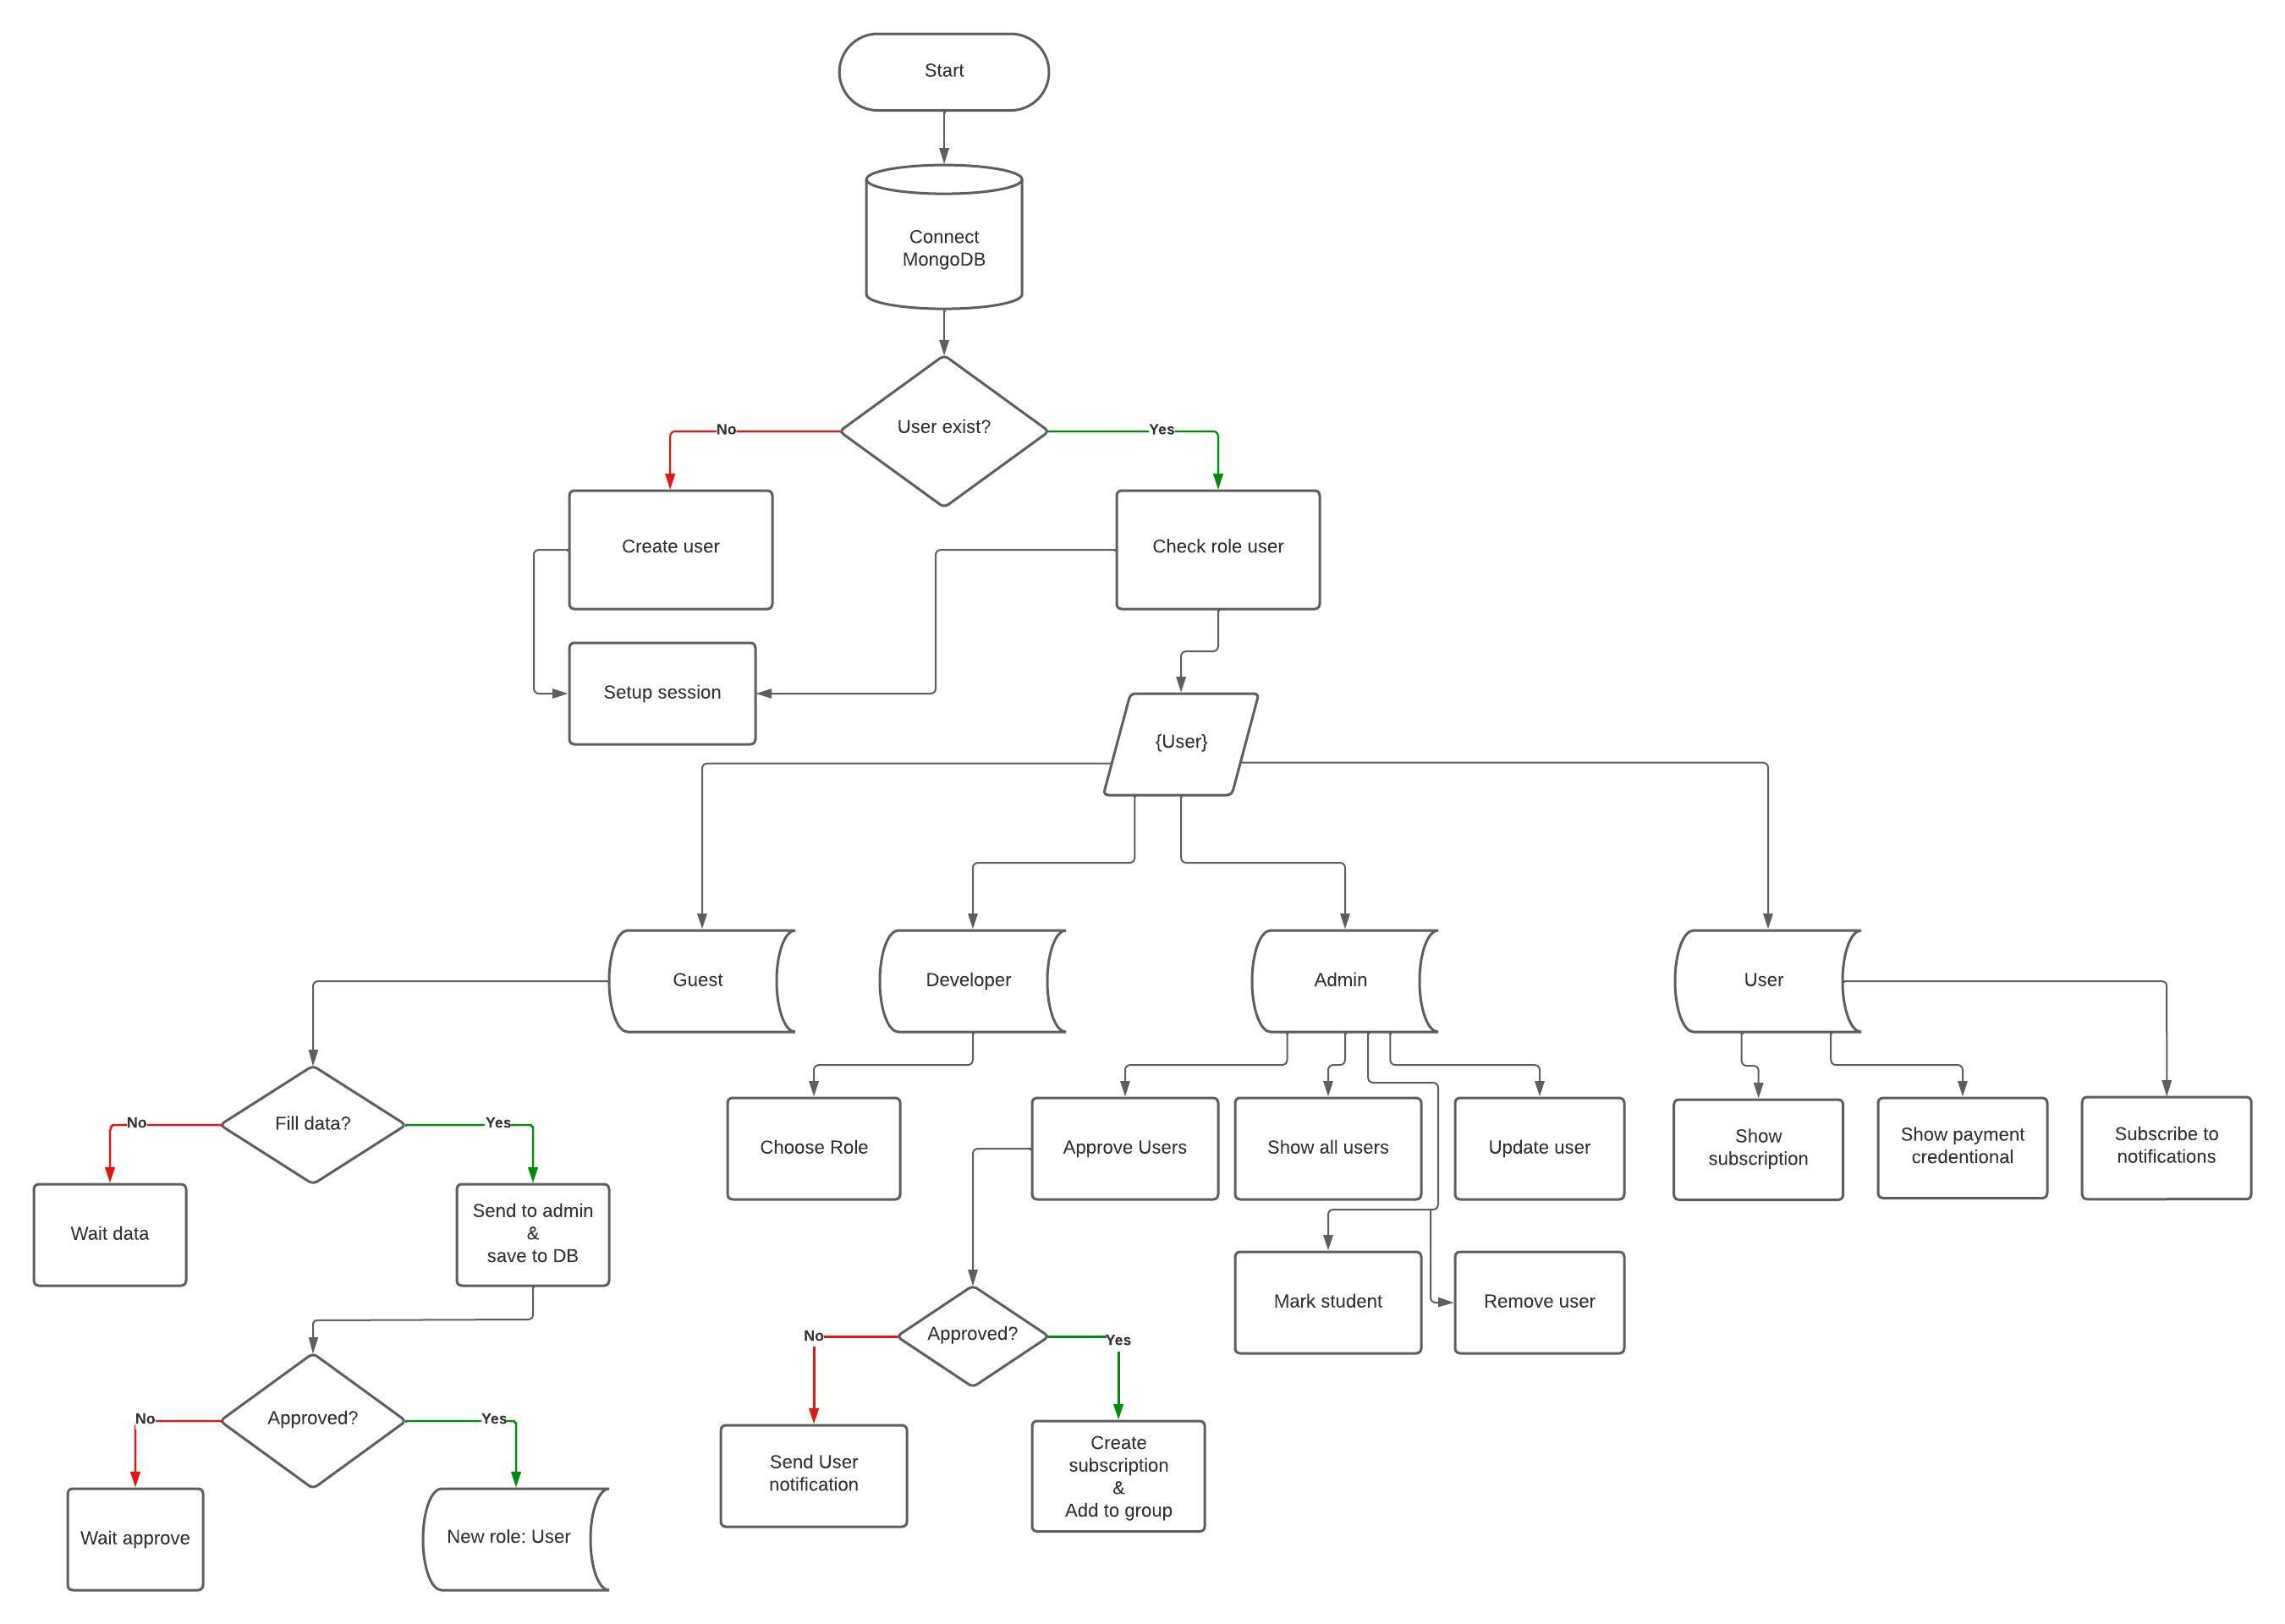 Start
Connect
MongoDB
User exist?
No
Yes
Create user
Check role user
Setup session
{User}
Guest
Developer
Admin
User
Fill data?
No
Yes
Choose Role
Approve Users
Show all users
Update user
Show
subscription
Show payment
credentional
Subscribe to
notifications
Wait data
Send to admin
&
save to DB
Mark student
Remove user
Approved?
No
Yes
Approved?
No
Yes
Send User
notification
Create
subscription
&
Add to group
Wait approve
New role: User